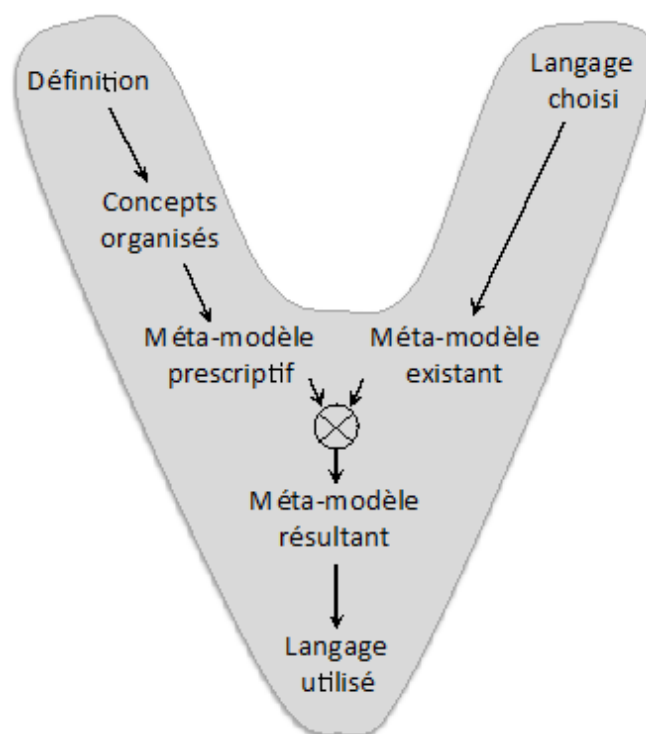 Définition
Langage
choisi
Concepts
organisés
Méta-modèle
prescriptif
Méta-modèle
existant
Méta-modèle
résultant
Langage
utilisé